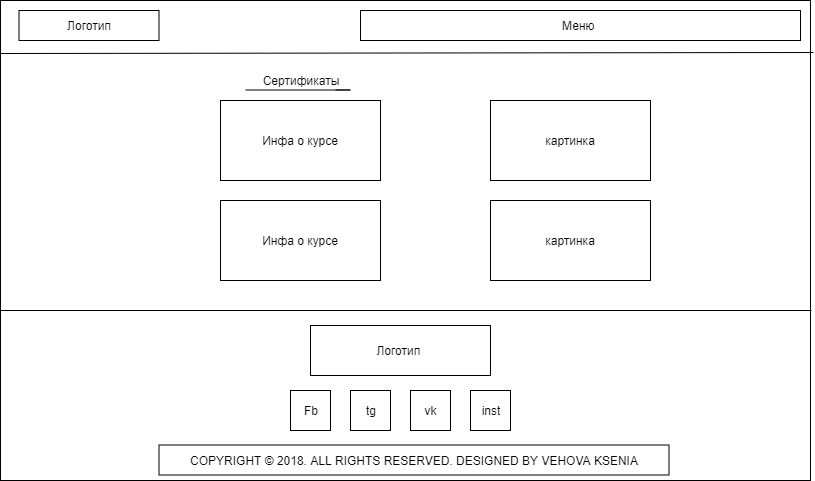 Логотип
Меню
Сертификаты
Инфа о курсе
картинка
Инфа о курсе
картинка
Логотип
Fb
tg
vk
inst
COPYRIGHT © 2018. ALL RIGHTS RESERVED. DESIGNED BY VEHOVA KSENIA